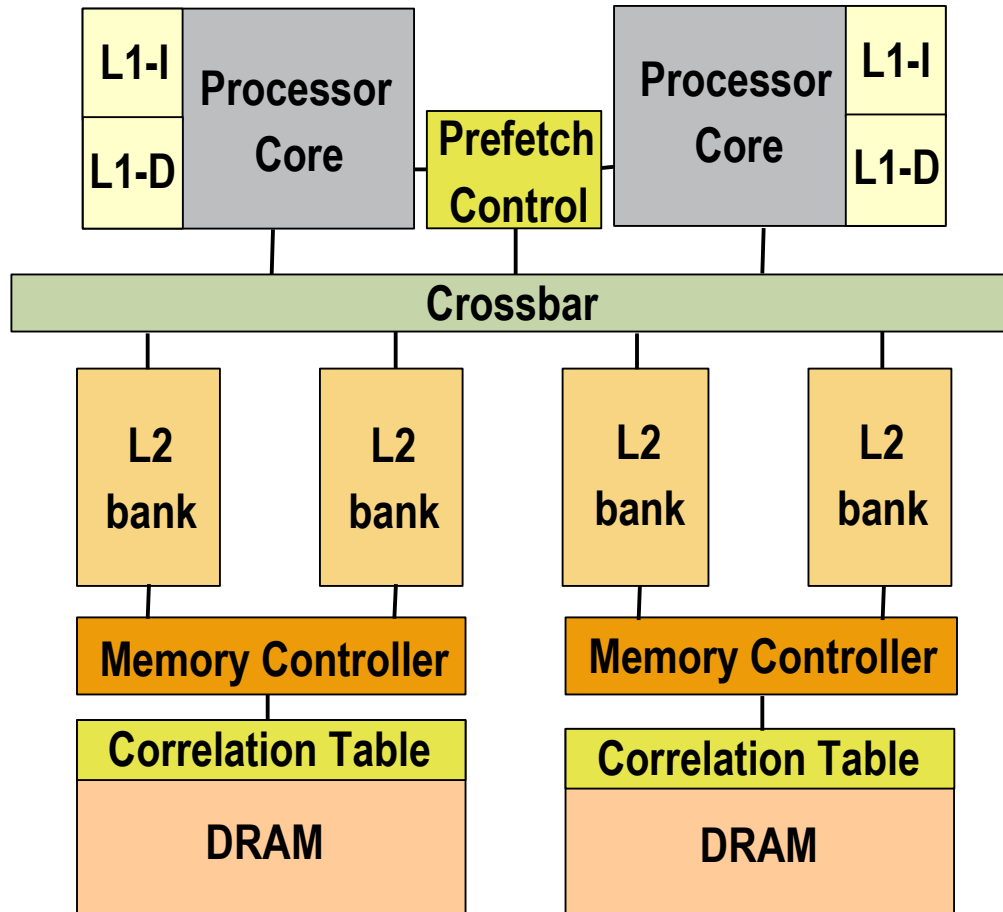 L1-I
Processor
Core
L1-D
Prefetch
Control
Processor
Core
L1-I
L1-D
Crossbar
L2
bank
L2
bank
L2
bank
L2
bank
Memory Controller
Memory Controller
Correlation Table
DRAM
Correlation Table
DRAM